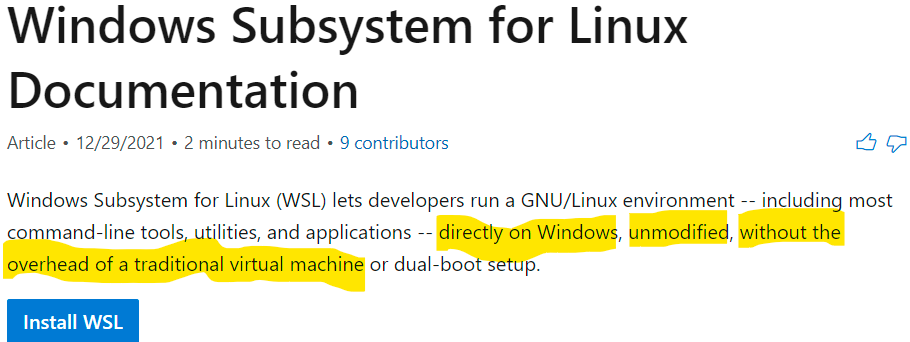 Windows Subsystem for Linux
Documentation
Article • 12/29/2021 • 2 minutes to read • 9 contributors
Windows Subsystem for Linux (WSL) lets developers run a GNU/Linux environment -- including most
command-line tools, utilities, and applications -- directly on Windows, unmodified, without the
overhead of a traditional virtual machine or dual-boot setup.
Install WSL